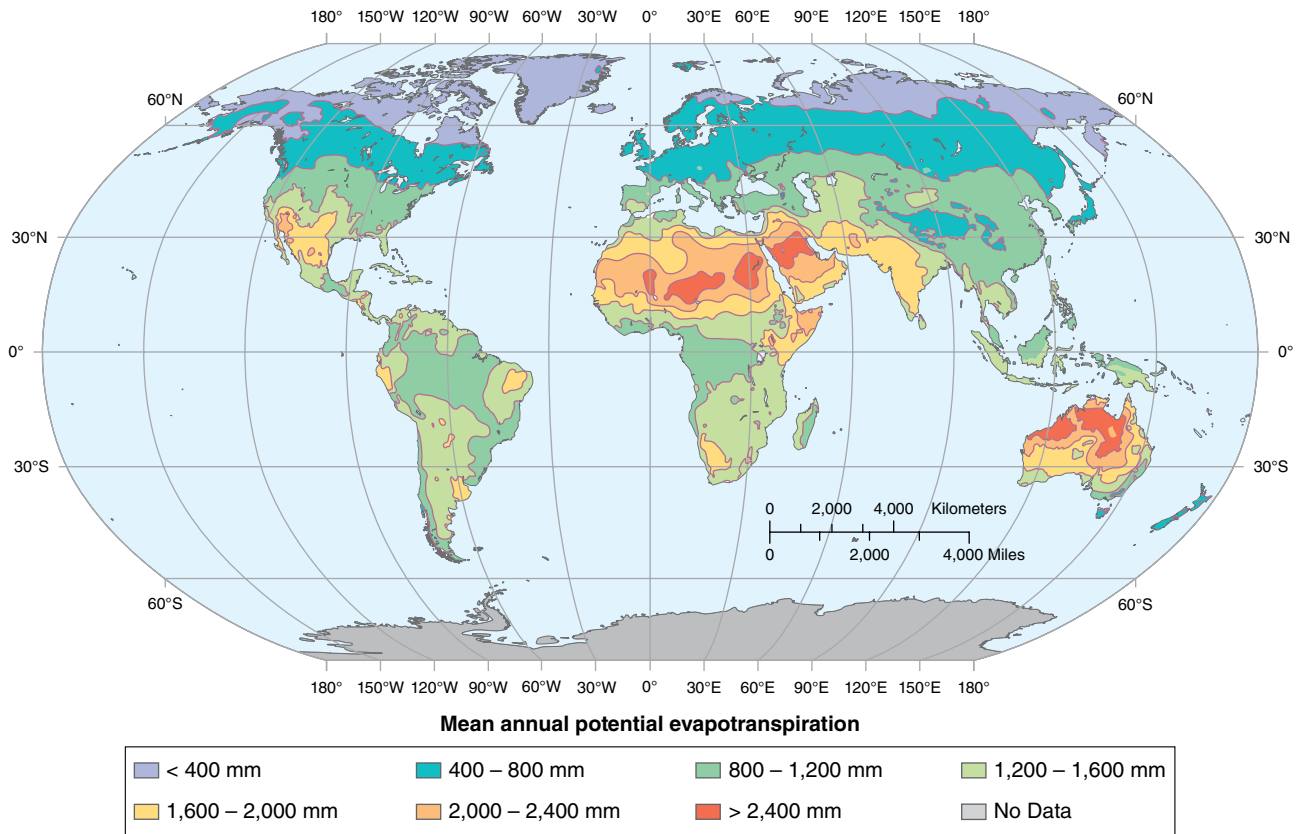 180° 150°W 120°W 90°W 60°W 30°W 0° 30°E 60°E 90°E 120°E 150°E 180°
60°N 60°N
30°N 30°N
0° 0°
30°S 30°S
0 2,000 4,000 Kilometers
0 2,000 4,000 Miles
60°S 60°S
180° 150°W 120°W 90°W 60°W 30°W 0° 30°E 60°E 90°E 120°E 150°E 180°
Mean annual potential evapotranspiration
< 400 mm 400 – 800 mm 800 – 1,200 mm 1,200 – 1,600 mm
1,600 – 2,000 mm 2,000 – 2,400 mm > 2,400 mm No Data